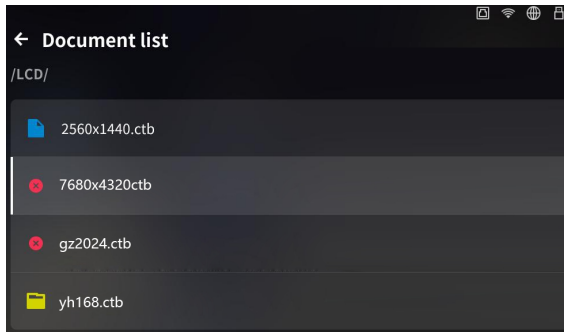 Document list
/LCD/
2560x1440.ctb
7680x4320ctb
gz2024.ctb
yh168.ctb